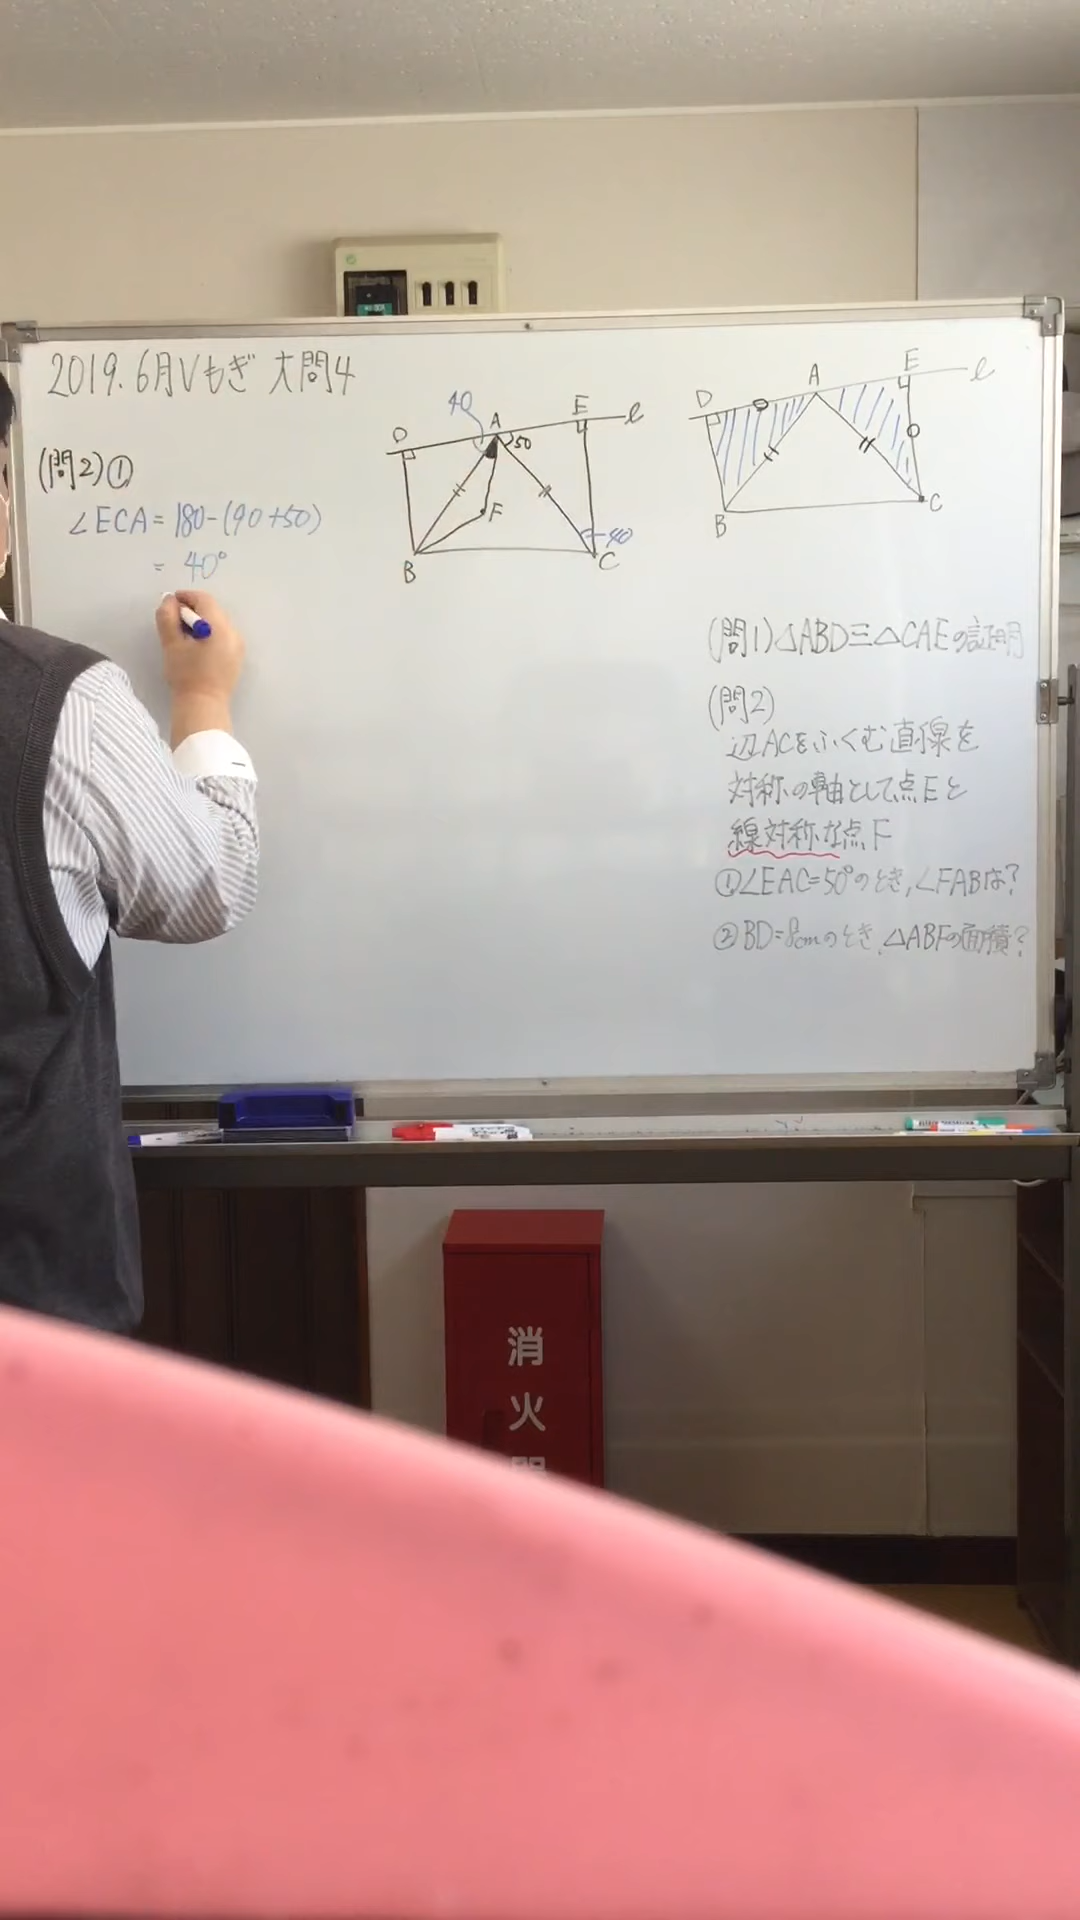 2019.6月Vもぎ 大問4
(問2)①
∠ECA=180-(90+50)
= 40°
40
A
50
D
E
l
F
40
B
C
D
A
E
l
B
C
(問1)△ABD≡△CAEの証明
(問2)
辺ACをふくむ直線を
対称の軸として点Eと
線対称な点F
①∠EAC=50°のとき,∠FABは?
②BD=8cmのとき,△ABFの面積?
消
火